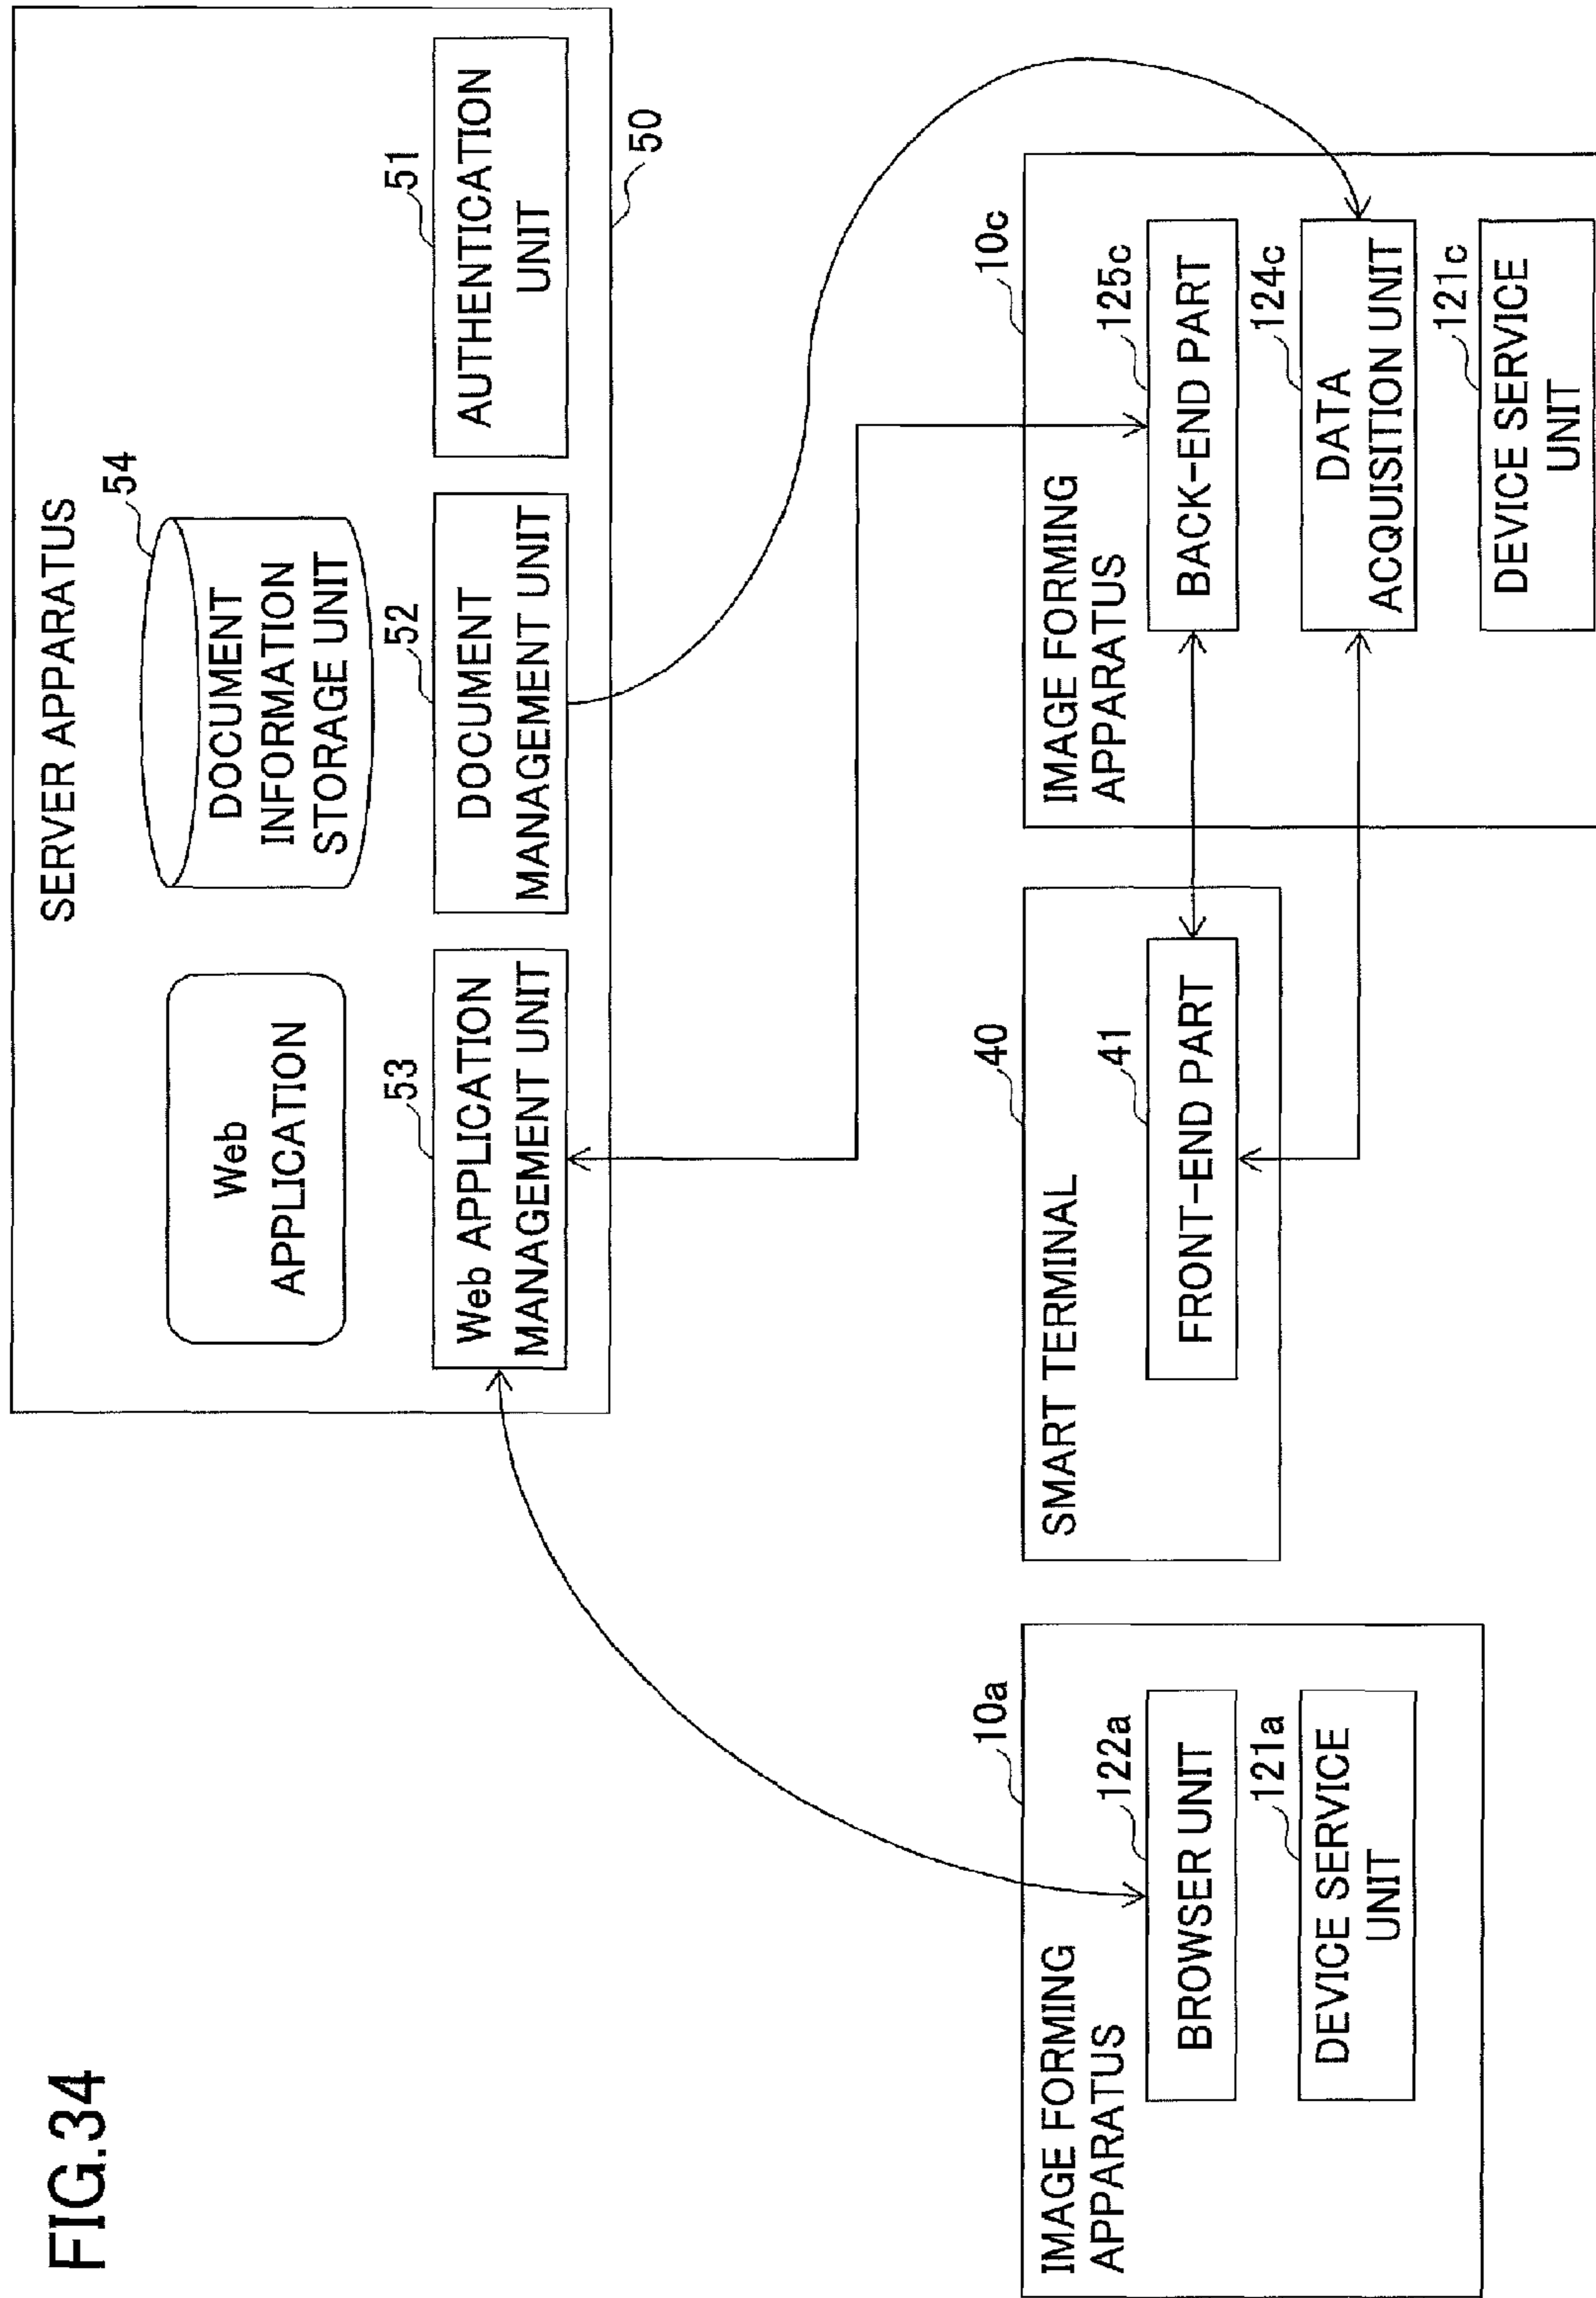 FIG.34
SERVER APPARATUS
Web
APPLICATION
54
DOCUMENT
INFORMATION
STORAGE UNIT
53
Web APPLICATION
MANAGEMENT UNIT
52
DOCUMENT
MANAGEMENT UNIT
51
AUTHENTICATION
UNIT
50
10a
IMAGE FORMING
APPARATUS
122a
BROWSER UNIT
121a
DEVICE SERVICE
UNIT
40
SMART TERMINAL
41
FRONT-END PART
10c
IMAGE FORMING
APPARATUS
125c
BACK-END PART
124c
DATA
ACQUISITION UNIT
121c
DEVICE SERVICE
UNIT